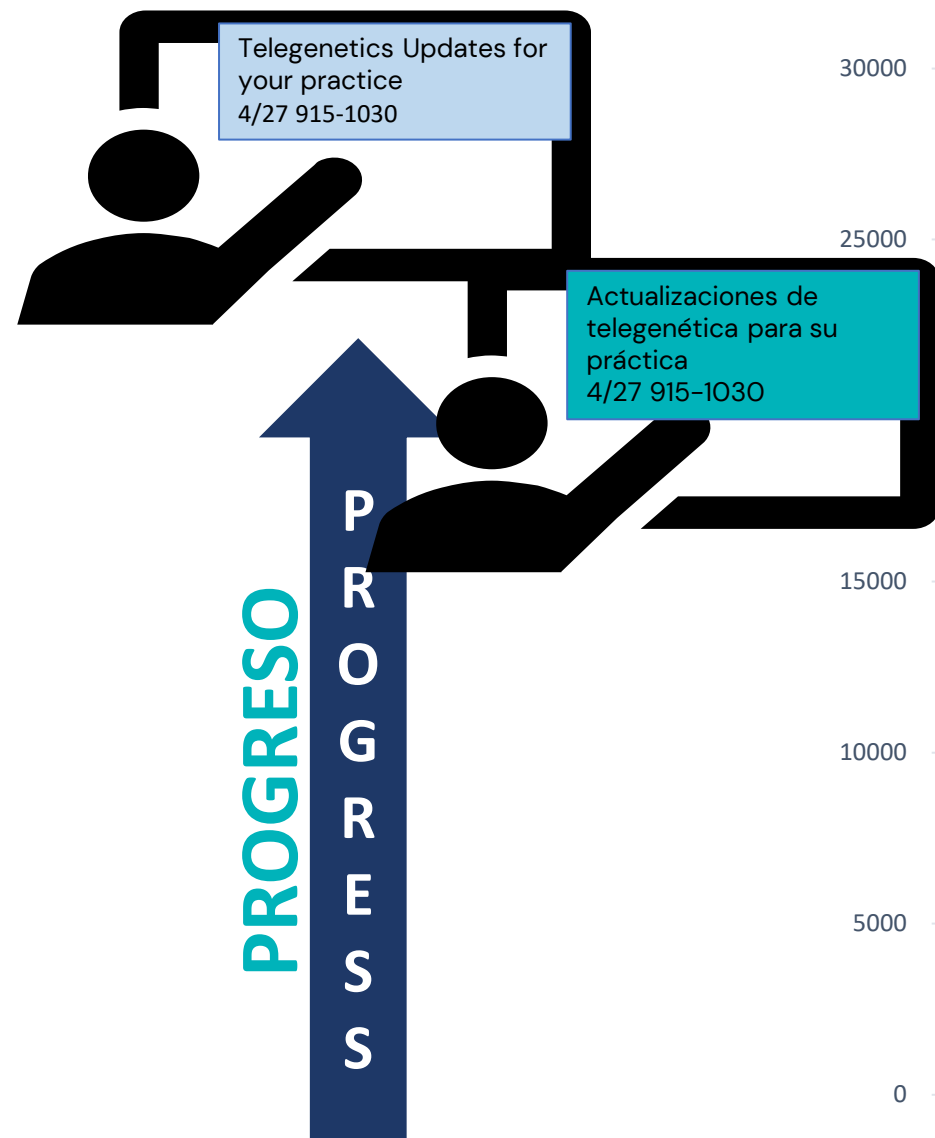 Telegenetics Updates for
your practice
4/27 915-1030
Actualizaciones de
telegenética para su
práctica
4/27 915-1030
PROGRESO
PROGRESS
30000
25000
15000
10000
5000
0